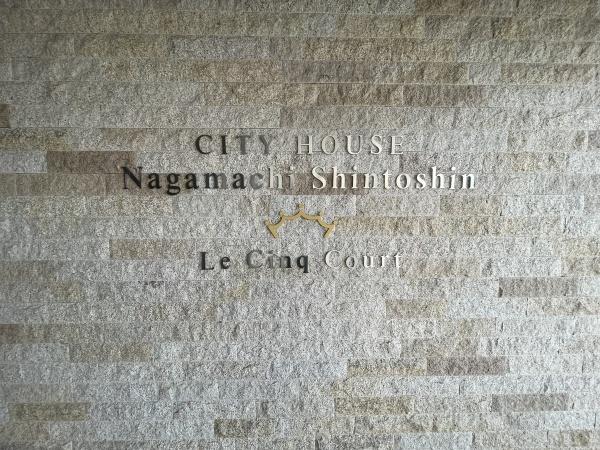 CITY HOUSE
Nagamachi Shintoshin
Le Cinq Court